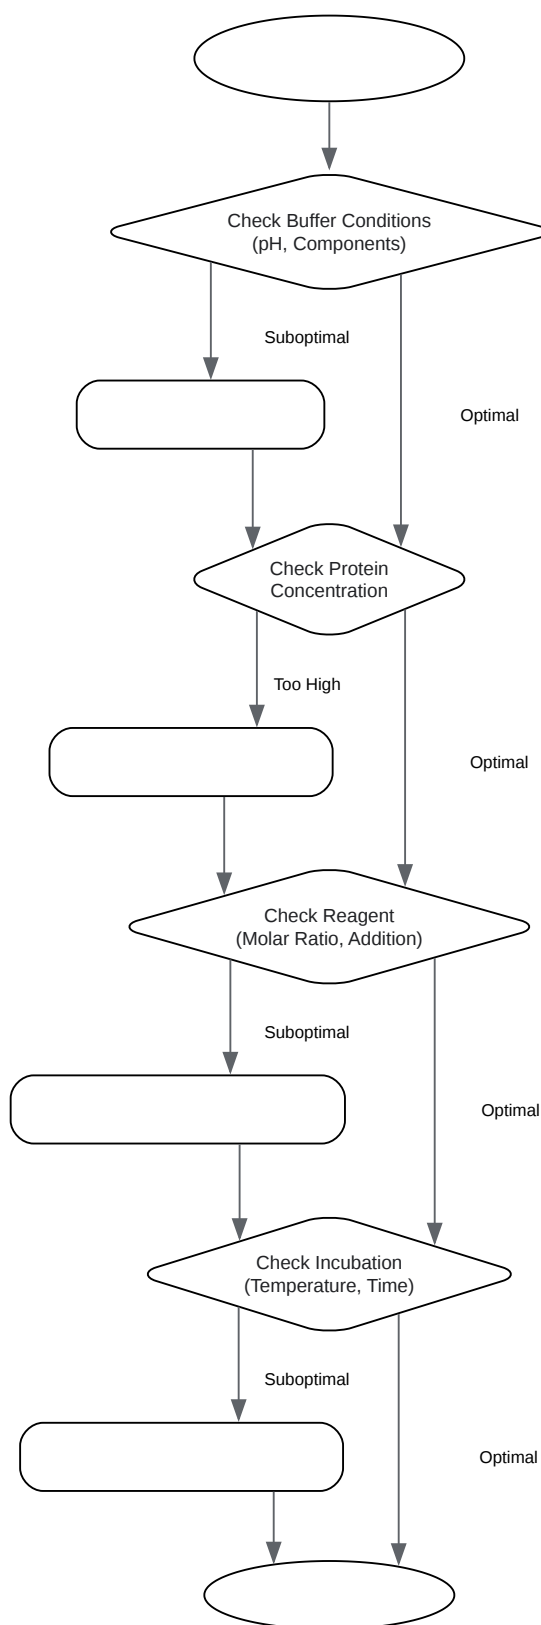 Check Buffer Conditions
(pH, Components)
Suboptimal
Optimal
Check Protein
Concentration
Too High
Optimal
Check Reagent
(Molar Ratio, Addition)
Suboptimal
Optimal
Check Incubation
(Temperature, Time)
Suboptimal
Optimal